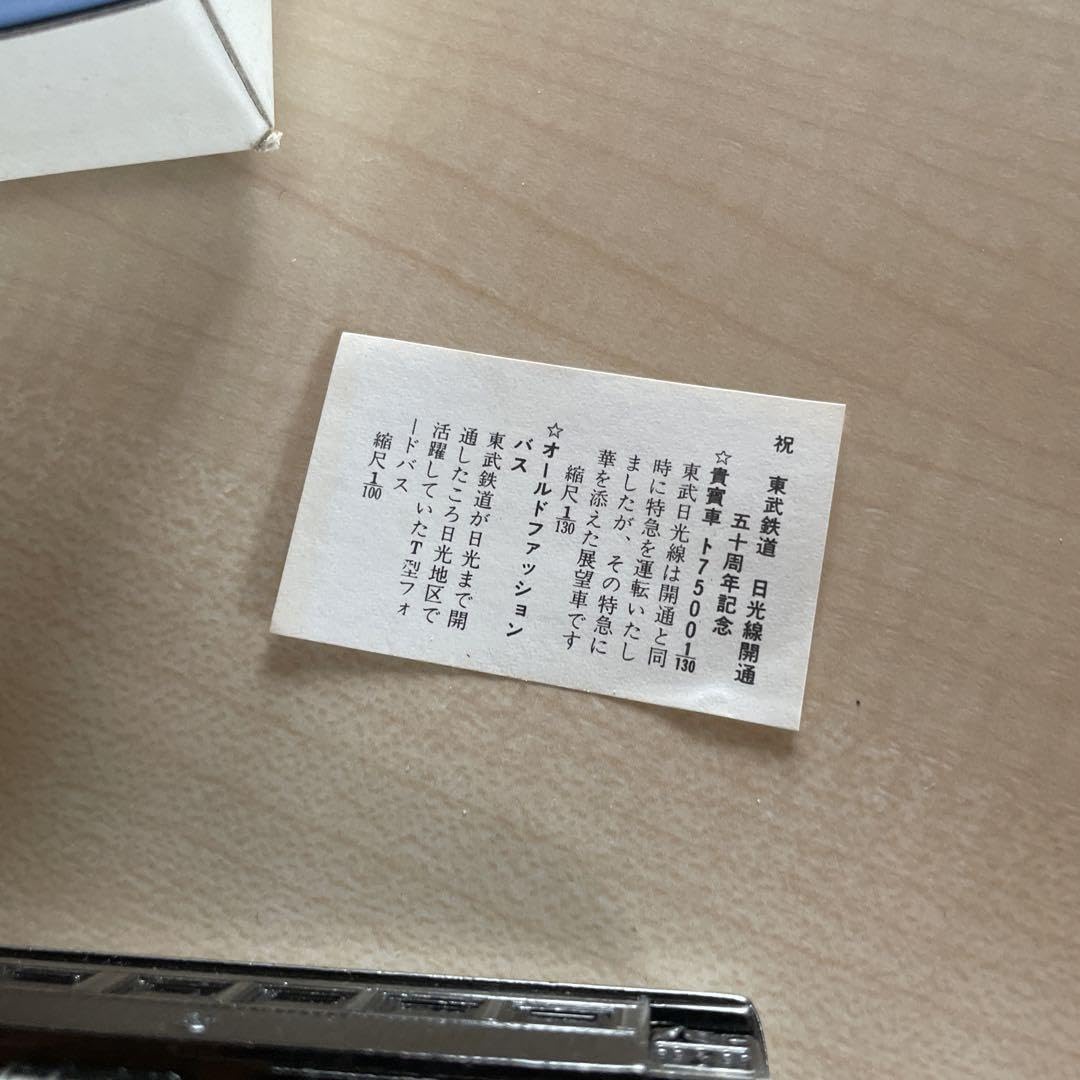 祝　東武鉄道　日光線開通
五十周年記念
☆貴賓車 ト7500 1/130
東武日光線は開通と同
時に特急を運転いたし
ましたが、その特急に
華を添えた展望車です
縮尺1/130
☆オールドファッション
バス
東武鉄道が日光まで開
通したころ日光地区で
活躍していたT型フォ
ードバス
縮尺1/100